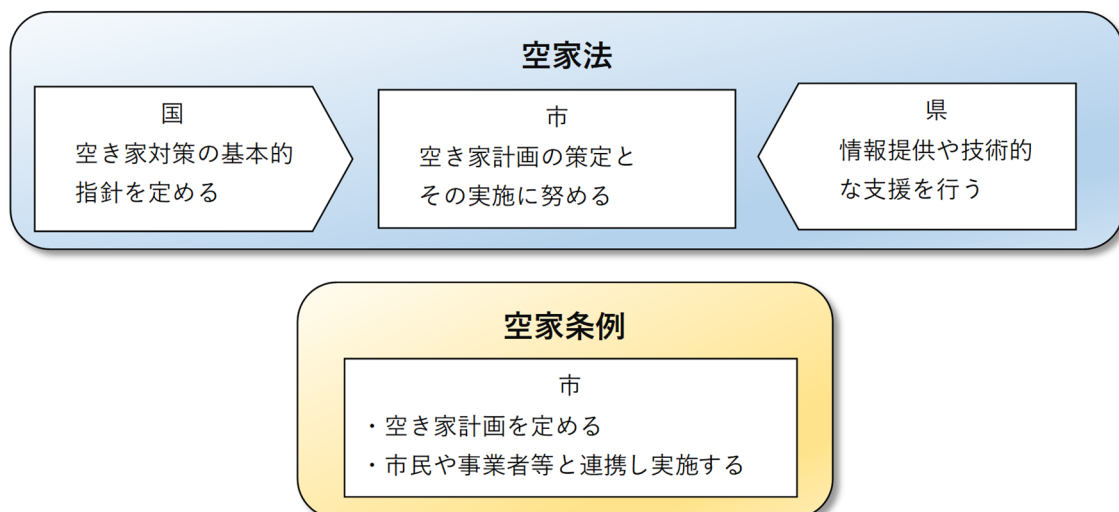 空家法
国
空き家対策の基本的
指針を定める
市
空き家計画の策定と
その実施に努める
県
情報提供や技術的
な支援を行う
空家条例
市
・空き家計画を定める
・市民や事業者等と連携し実施する